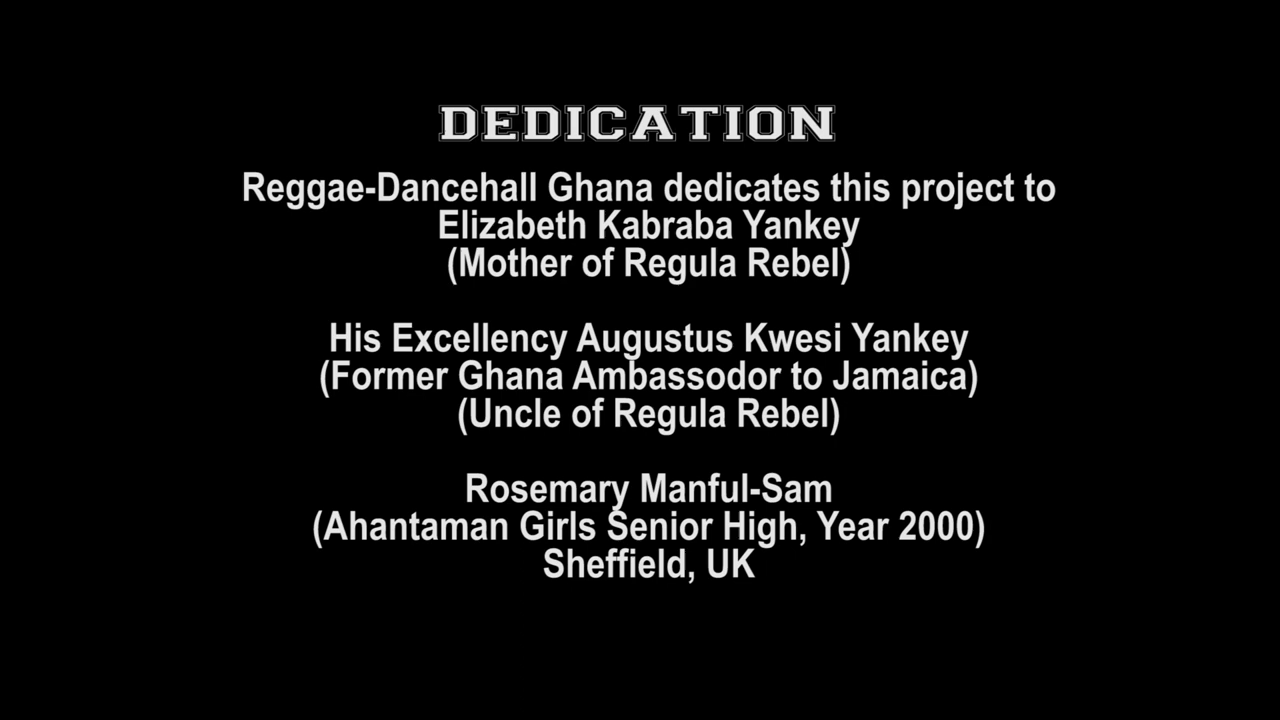 DEDICATION
Reggae-Dancehall Ghana dedicates this project to
Elizabeth Kabraba Yankey
(Mother of Regula Rebel)
His Excellency Augustus Kwesi Yankey
(Former Ghana Ambassodor to Jamaica)
(Uncle of Regula Rebel)
Rosemary Manful-Sam
(Ahantaman Girls Senior High, Year 2000)
Sheffield, UK